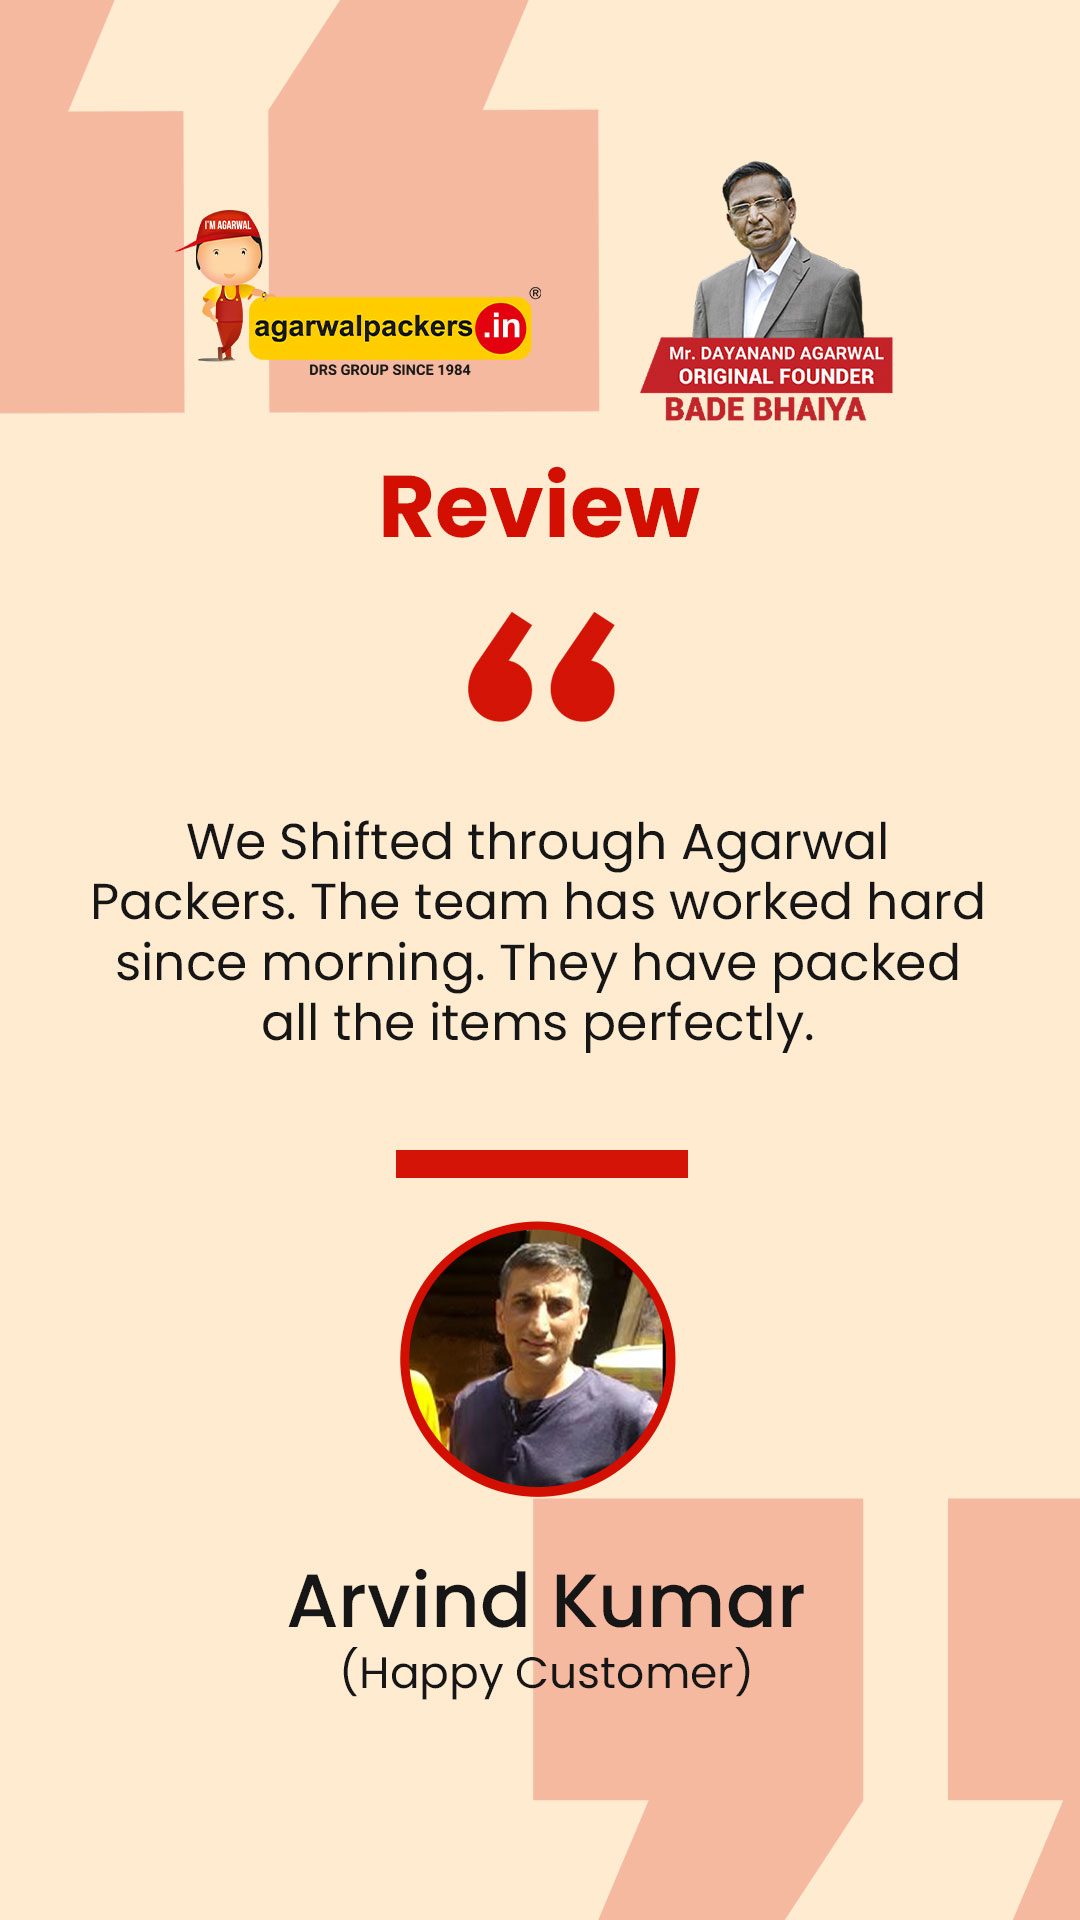 I'M AGARWAL
agarwalpackers.in®
DRS GROUP SINCE 1984
Mr. DAYANAND AGARWAL
ORIGINAL FOUNDER
BADE BHAIYA
Review
“
We Shifted through Agarwal
Packers. The team has worked hard
since morning. They have packed
all the items perfectly.
Arvind Kumar
(Happy Customer)